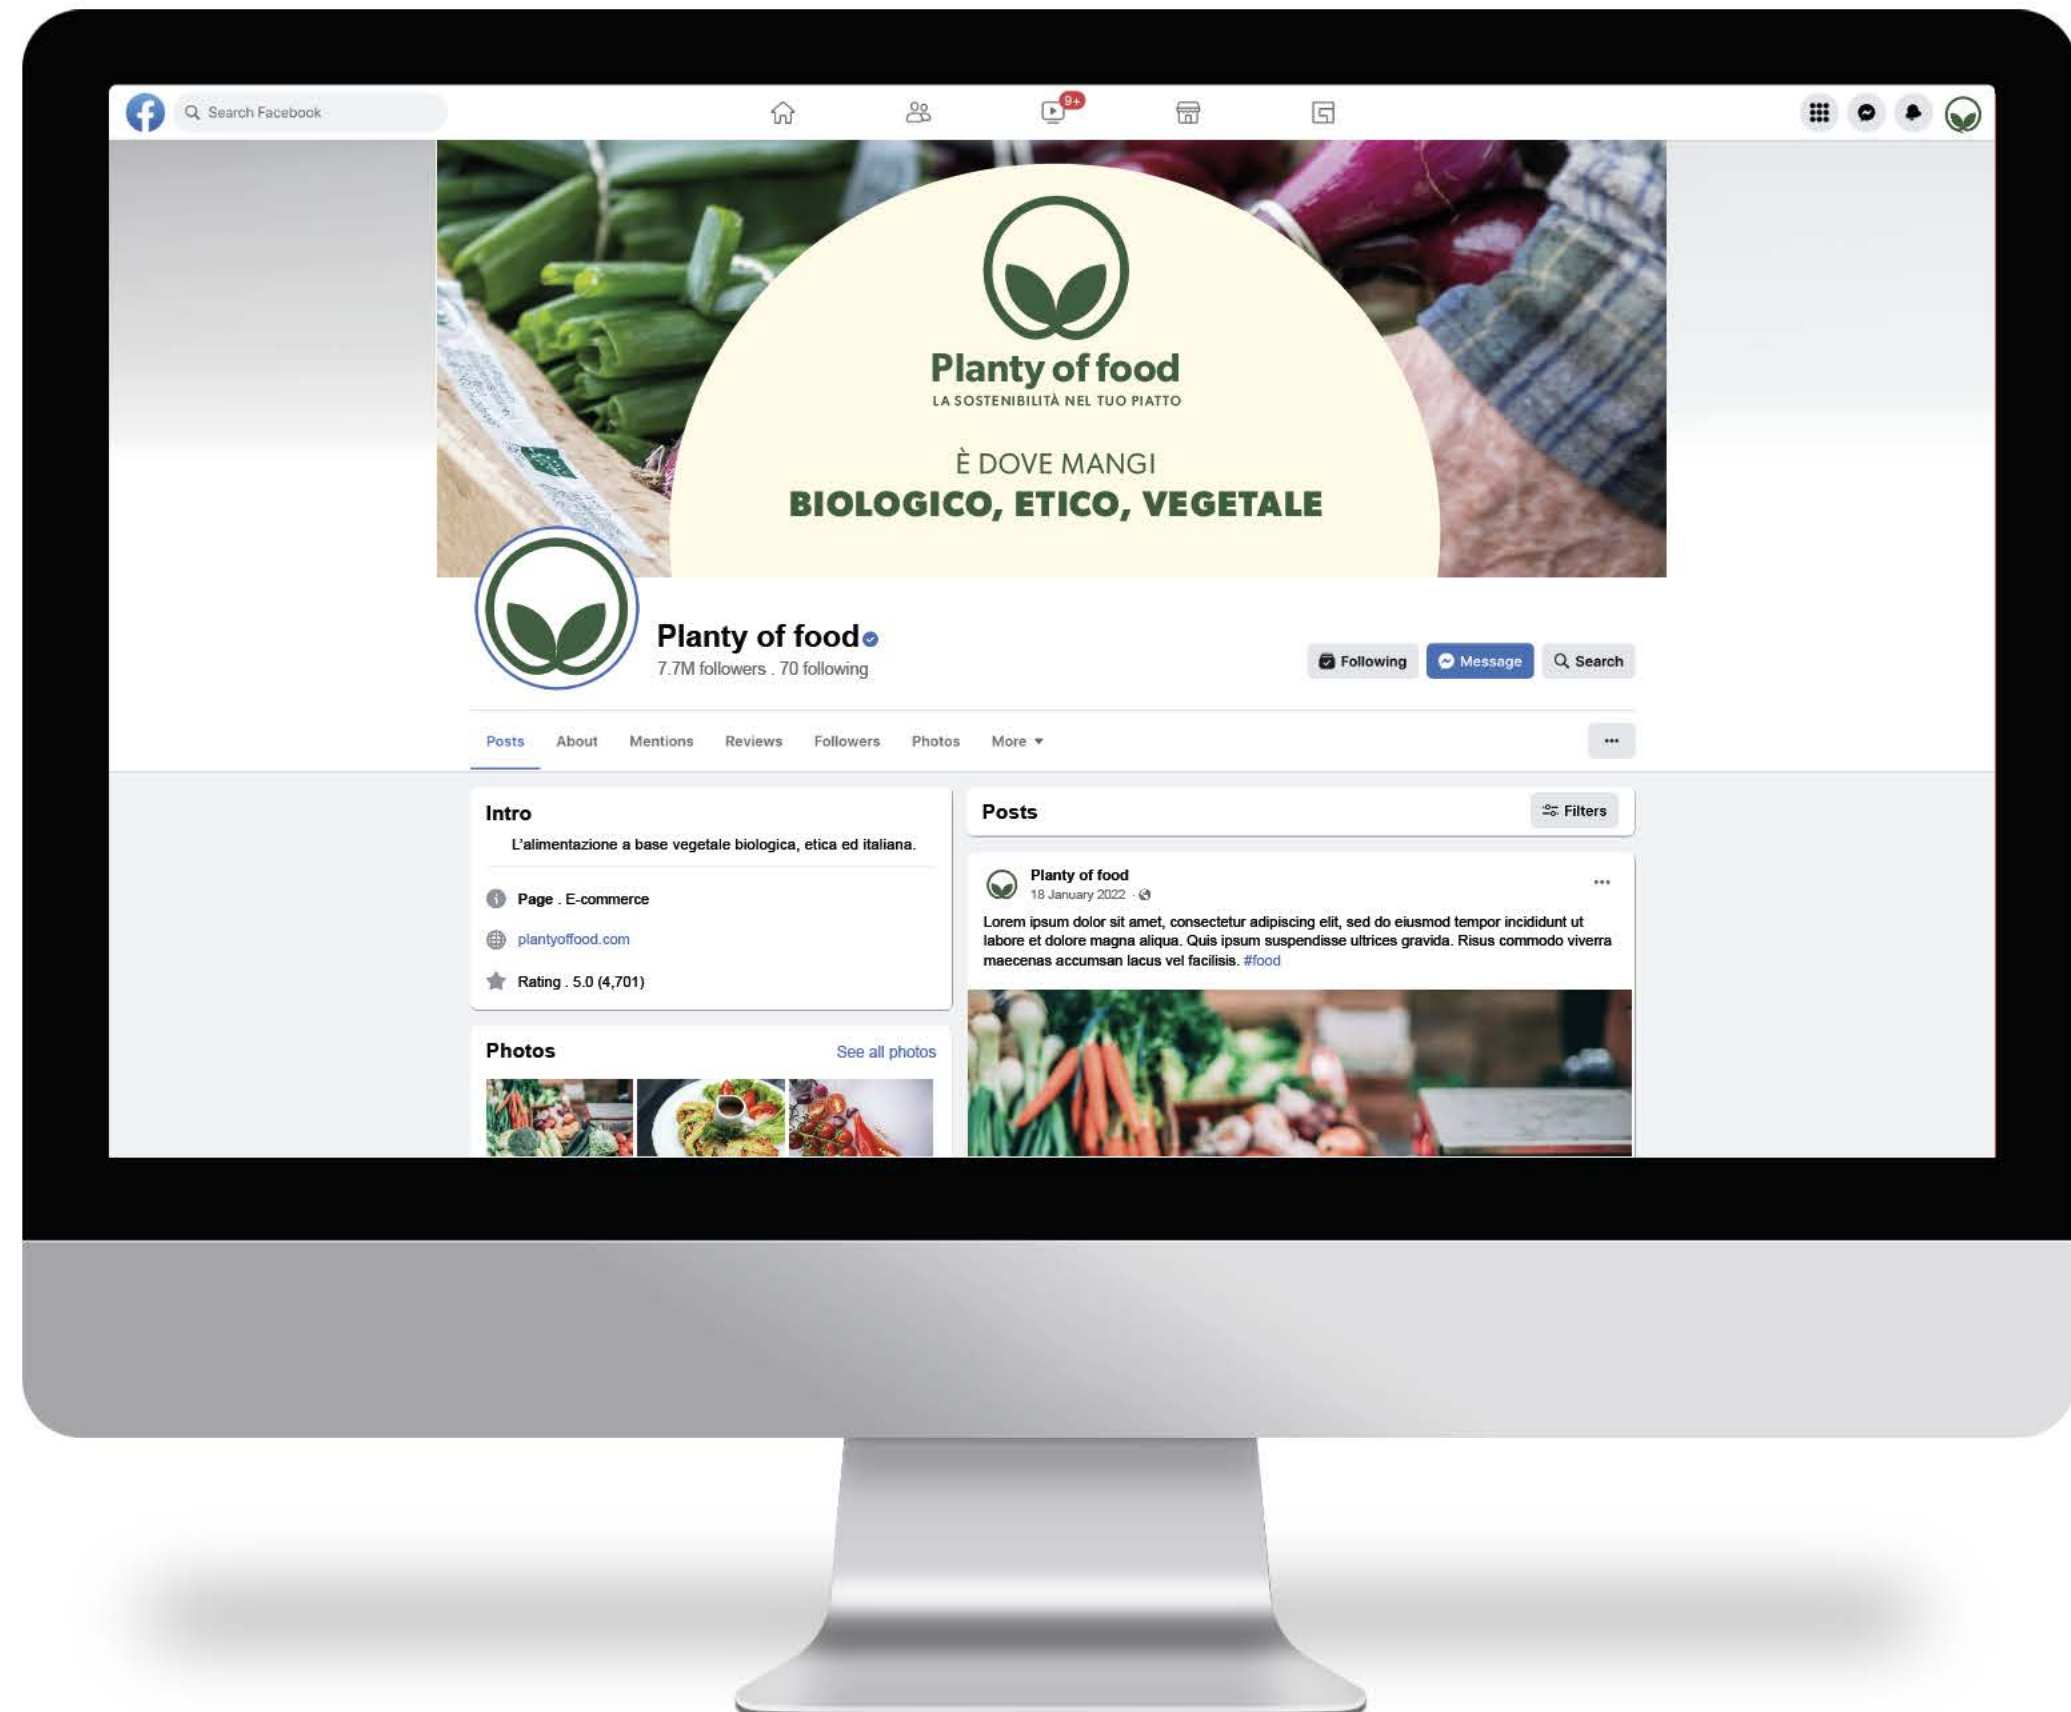 Search Facebook
9+
Planty of food
LA SOSTENIBILITÀ NEL TUO PIATTO
È DOVE MANGI
BIOLOGICO, ETICO, VEGETALE
Planty of food
7.7M followers . 70 following
Following
Message
Search
Posts About Mentions Reviews Followers Photos More
Intro
L'alimentazione a base vegetale biologica, etica ed italiana.
Page . E-commerce
plantyoffood.com
Rating . 5.0 (4,701)
Photos
See all photos
Posts
Filters
Planty of food
18 January 2022 ·
Lorem ipsum dolor sit amet, consectetur adipiscing elit, sed do eiusmod tempor incididunt ut
labore et dolore magna aliqua. Quis ipsum suspendisse ultrices gravida. Risus commodo viverra
maecenas accumsan lacus vel facilisis. #food